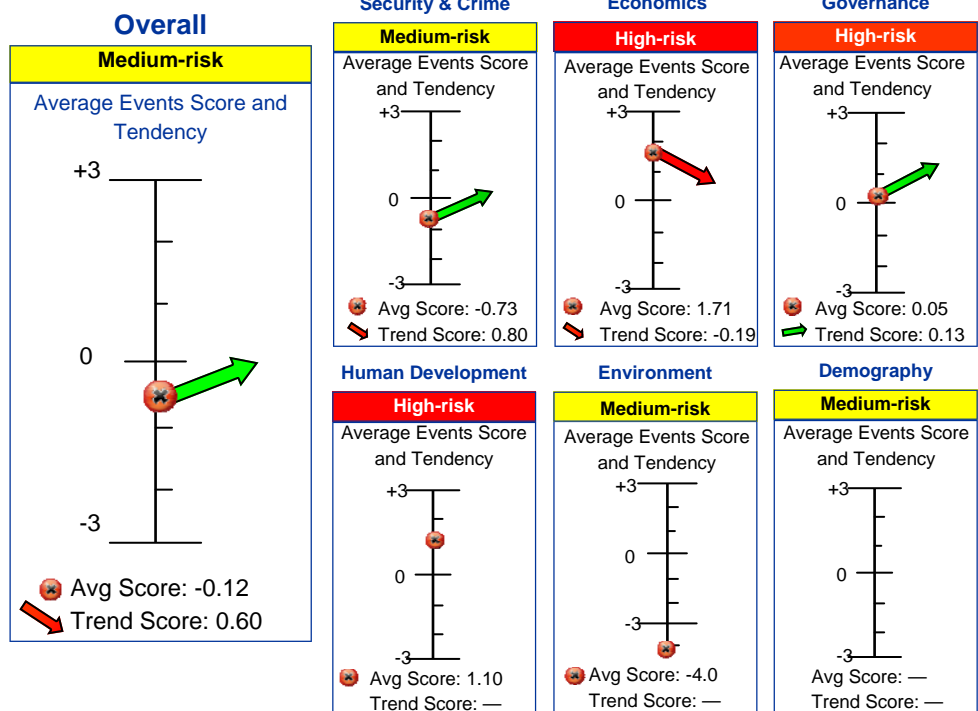 Overall
Medium-risk
Average Events Score and
Tendency
+3
0
-3
Avg Score: -0.12
Trend Score: 0.60
Security & Crime
Medium-risk
Average Events Score
and Tendency
+3
0
-3
Avg Score: -0.73
Trend Score: 0.80
Economics
High-risk
Average Events Score
and Tendency
+3
0
-3
Avg Score: 1.71
Trend Score: -0.19
Governance
High-risk
Average Events Score
and Tendency
+3
0
-3
Avg Score: 0.05
Trend Score: 0.13
Human Development
High-risk
Average Events Score
and Tendency
+3
0
-3
Avg Score: 1.10
Trend Score: —
Environment
Medium-risk
Average Events Score
and Tendency
+3
0
-3
Avg Score: -4.0
Trend Score: —
Demography
Medium-risk
Average Events Score
and Tendency
+3
0
-3
Avg Score: —
Trend Score: —